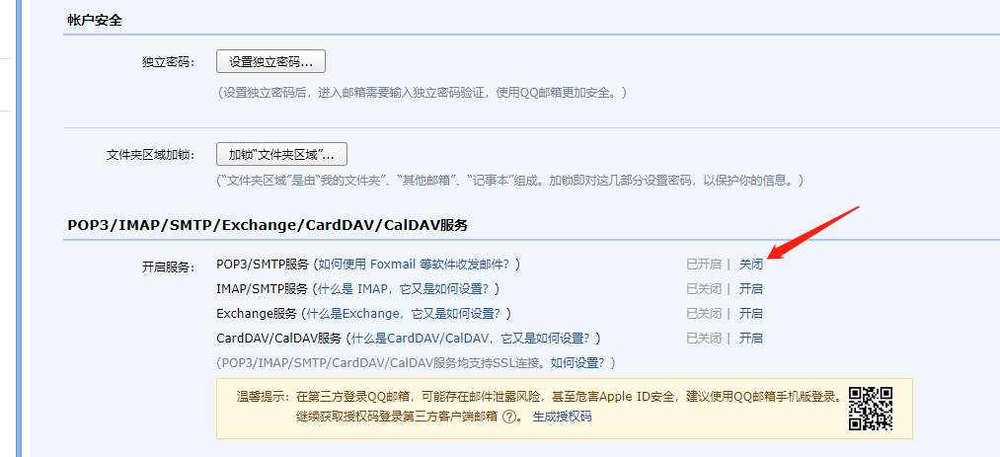 帐户安全
独立密码： 设置独立密码...
（设置独立密码后，进入邮箱需要输入独立密码验证，使用QQ邮箱更加安全。）
文件夹区域加锁： 加锁“文件夹区域”...
（“文件夹区域”是由“我的文件夹”、“其他邮箱”、“记事本”组成。加锁即对这几部分设置密码，以保护你的信息。）
POP3/IMAP/SMTP/Exchange/CardDAV/CalDAV服务
开启服务： POP3/SMTP服务 (如何使用 Foxmail 等软件收发邮件？) 已开启 | 关闭
IMAP/SMTP服务 (什么是 IMAP，它又是如何设置？) 已关闭 | 开启
Exchange服务 (什么是Exchange，它又是如何设置？) 已关闭 | 开启
CardDAV/CalDAV服务 (什么是CardDAV/CalDAV，它又是如何设置？) 已关闭 | 开启
(POP3/IMAP/SMTP/CardDAV/CalDAV服务均支持SSL连接。如何设置？)
温馨提示：在第三方登录QQ邮箱，可能存在邮件泄露风险，甚至危害Apple ID安全，建议使用QQ邮箱手机版登录。
继续获取授权码登录第三方客户端邮箱 ? 。 生成授权码